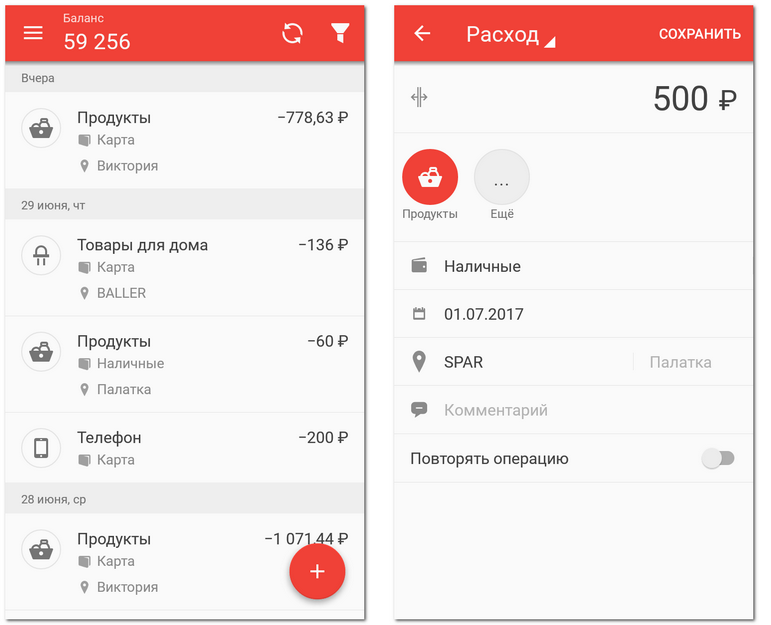 Баланс
59 256
Вчера
Продукты −778,63 ₽
Карта
Виктория
29 июня, чт
Товары для дома −136 ₽
Карта
BALLER
Продукты −60 ₽
Наличные
Палатка
Телефон −200 ₽
Карта
28 июня, ср
Продукты −1 071,44 ₽
Карта
Виктория
+
Расход СОХРАНИТЬ
500 ₽
...
Продукты Ещё
Наличные
01.07.2017
SPAR Палатка
Комментарий
Повторять операцию